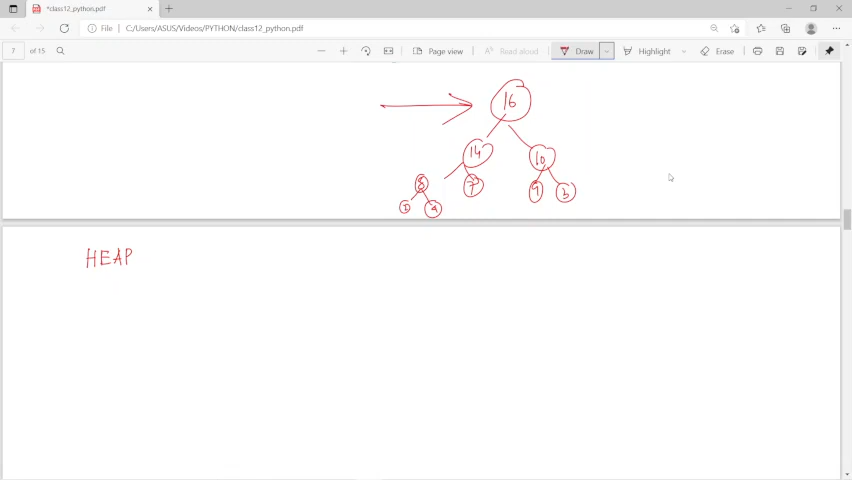 *class12_python.pdf
File C:/Users/ASUS/Videos/PYTHON/class12_python.pdf
7 of 15 Page view Read aloud Draw Highlight Erase
16
14 10
8 7 9 3
2 4
HEAP